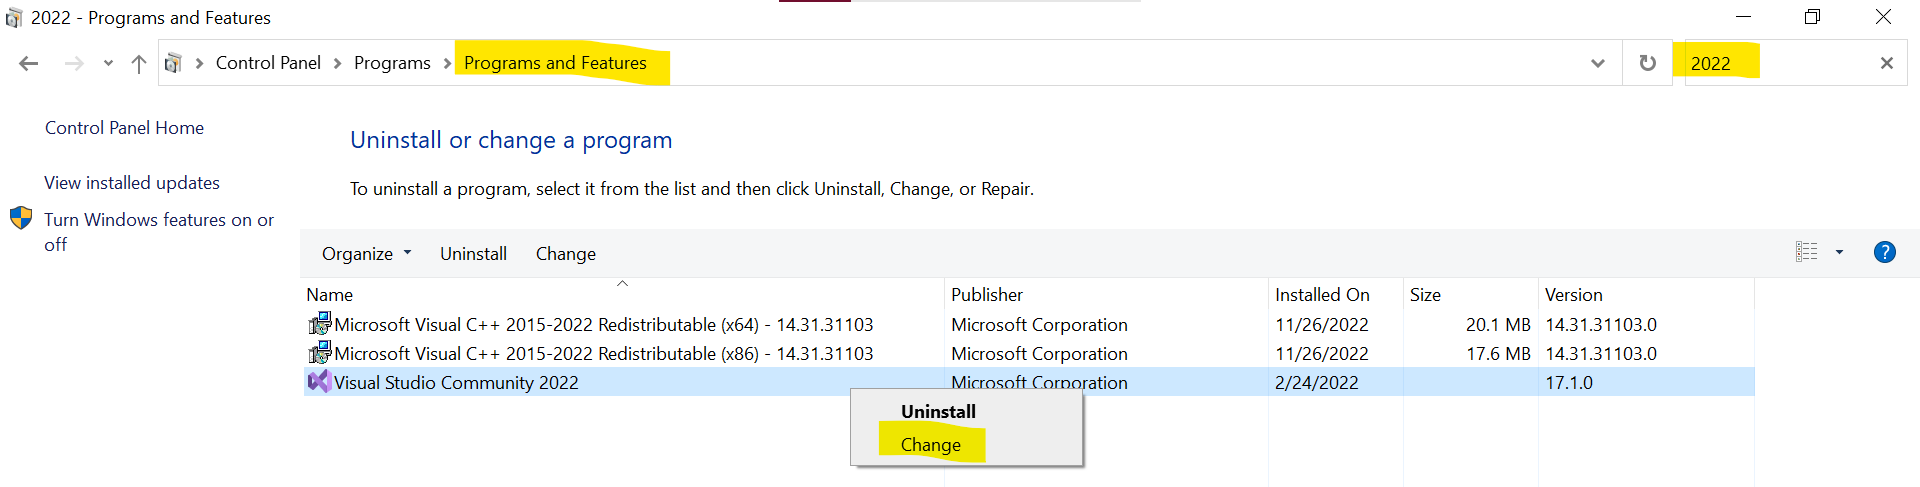 2022 - Programs and Features
Control Panel > Programs > Programs and Features
2022
Control Panel Home
View installed updates
Turn Windows features on or
off
Uninstall or change a program
To uninstall a program, select it from the list and then click Uninstall, Change, or Repair.
Organize Uninstall Change
Name Publisher Installed On Size Version
Microsoft Visual C++ 2015-2022 Redistributable (x64) - 14.31.31103 Microsoft Corporation 11/26/2022 20.1 MB 14.31.31103.0
Microsoft Visual C++ 2015-2022 Redistributable (x86) - 14.31.31103 Microsoft Corporation 11/26/2022 17.6 MB 14.31.31103.0
Visual Studio Community 2022 Microsoft Corporation 2/24/2022 17.1.0
Uninstall
Change